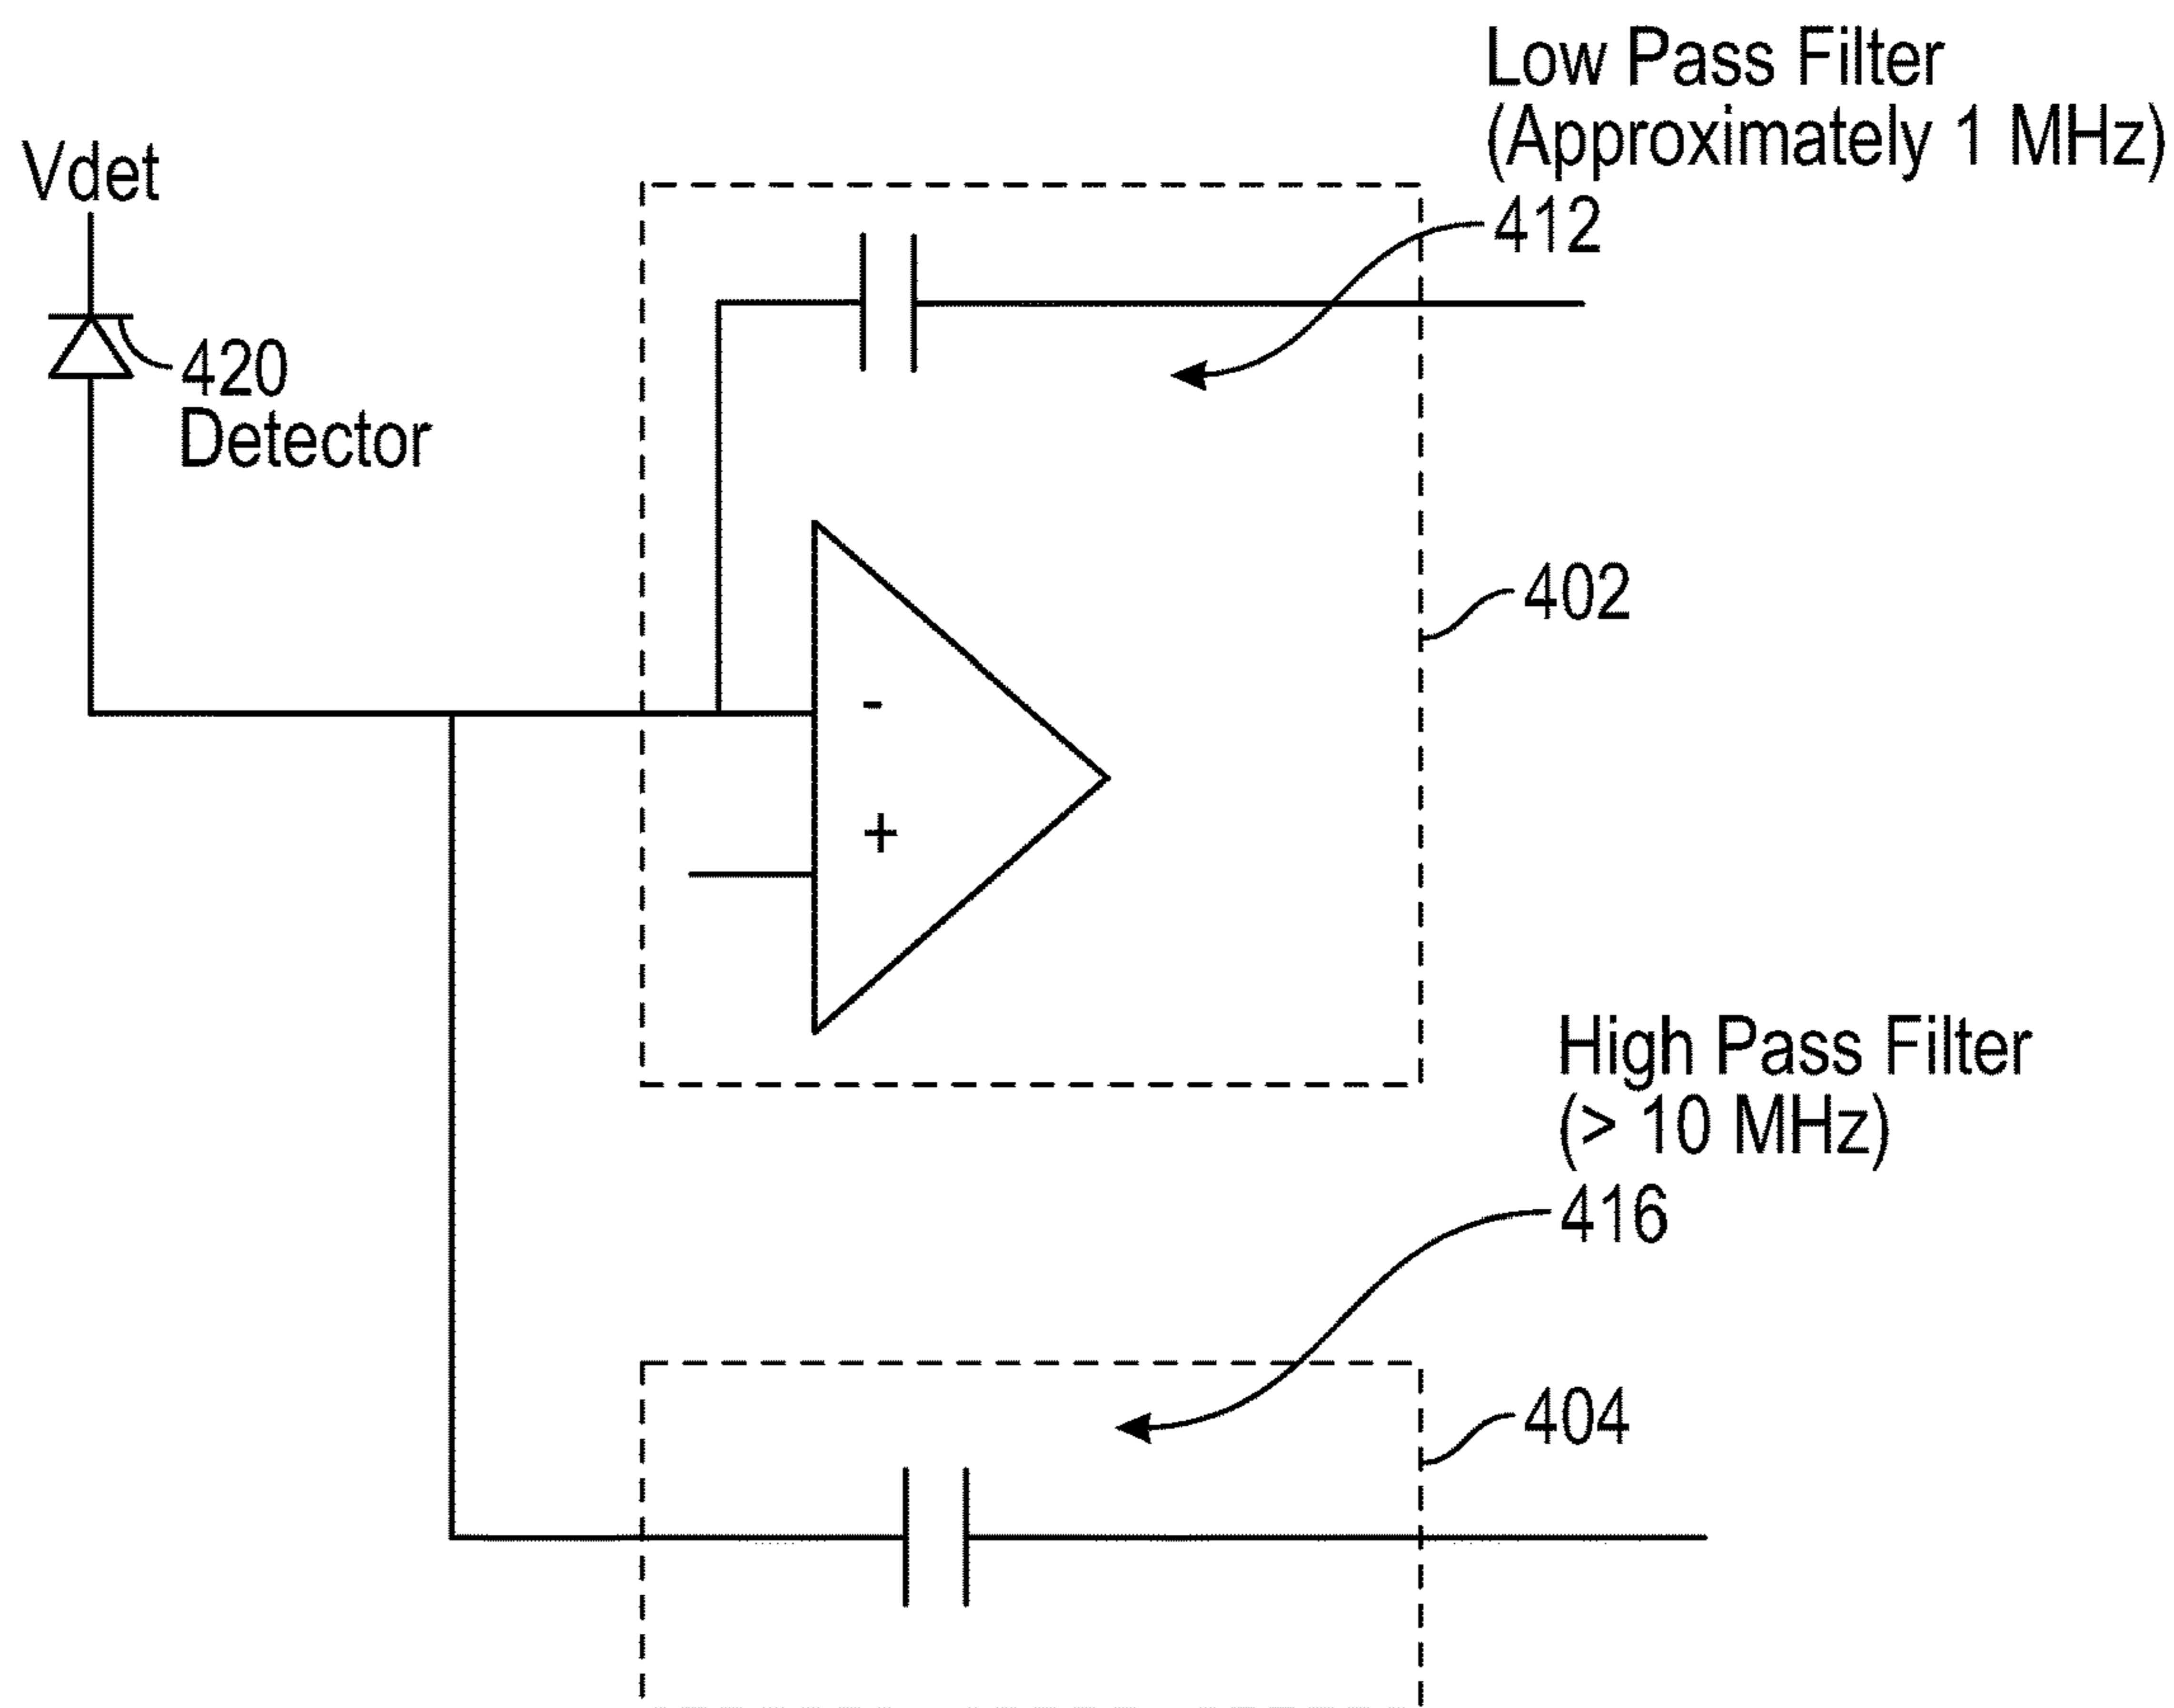 Low Pass Filter
(Approximately 1 MHz)
412
Vdet
420
Detector
-
+
402
High Pass Filter
(> 10 MHz)
416
404